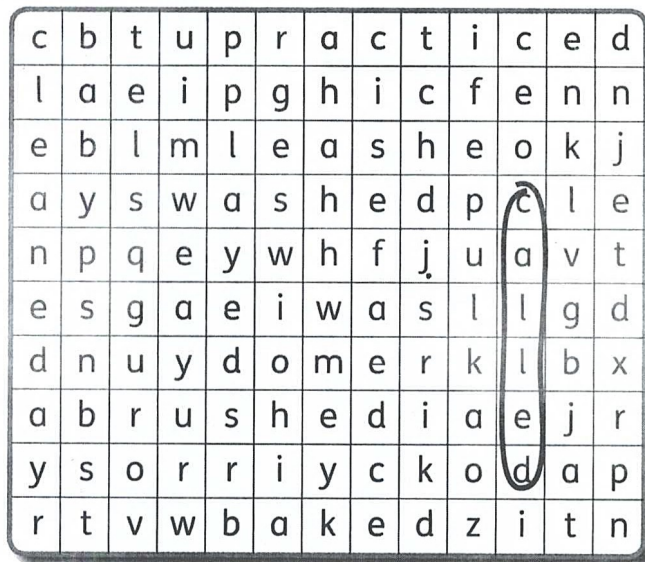 c b t u p r a c t i c e d
l a e i p g h i c f e n n
e b l m l e a s h e o k j
a y s w a s h e d p c l e
n p q e y w h f j u a v t
e s g a e i w a s l l g d
d n u y d o m e r k l b x
a b r u s h e d i a e j r
y s o r r i y c k o d a p
r t v w b a k e d z i t n